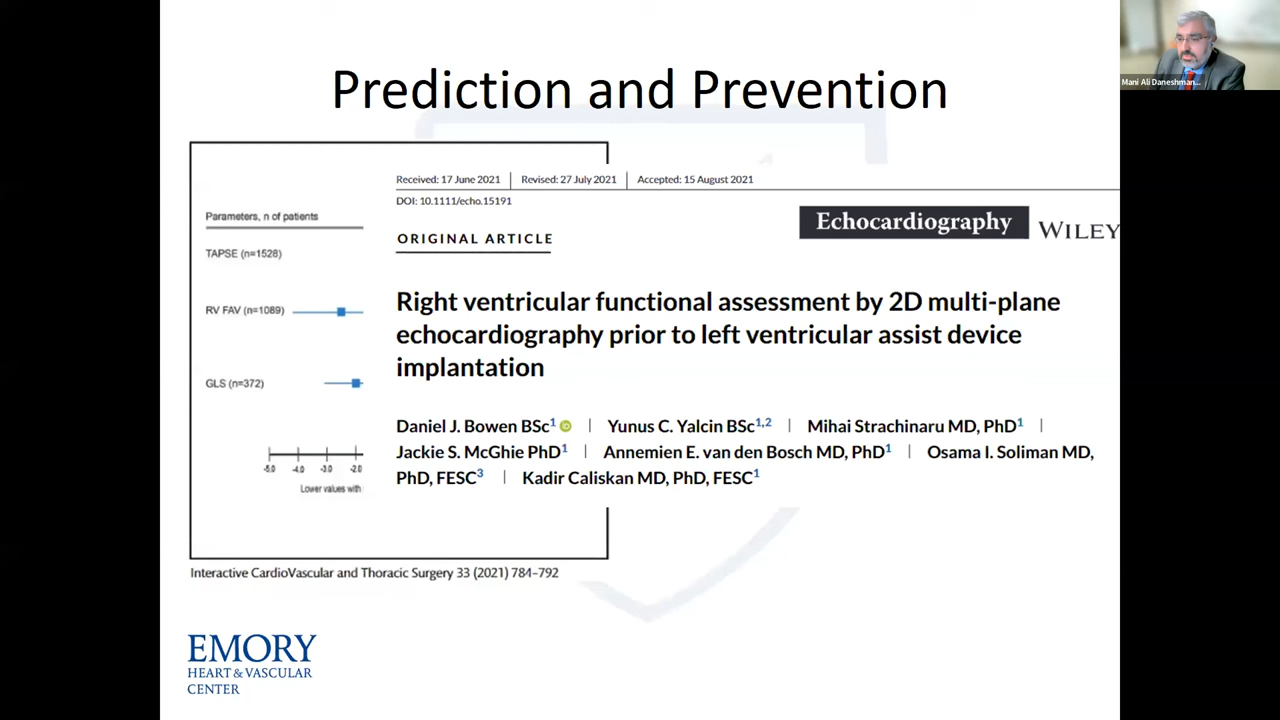 Prediction and Prevention
Mani Ali Daneshman...
Received: 17 June 2021 | Revised: 27 July 2021 | Accepted: 15 August 2021
DOI: 10.1111/echo.15191
ORIGINAL ARTICLE
Echocardiography WILEY
Right ventricular functional assessment by 2D multi-plane
echocardiography prior to left ventricular assist device
implantation
Daniel J. Bowen BSc1 | Yunus C. Yalcin BSc1,2 | Mihai Strachinaru MD, PhD1 |
Jackie S. McGhie PhD1 | Annemien E. van den Bosch MD, PhD1 | Osama I. Soliman MD,
PhD, FESC3 | Kadir Caliskan MD, PhD, FESC1
Parameters, n of patients
TAPSE (n=1528)
RV FAV (n=1089)
GLS (n=372)
-5.0 -4.0 -3.0 -2.0
Lower values with
Interactive CardioVascular and Thoracic Surgery 33 (2021) 784–792
EMORY
HEART & VASCULAR
CENTER